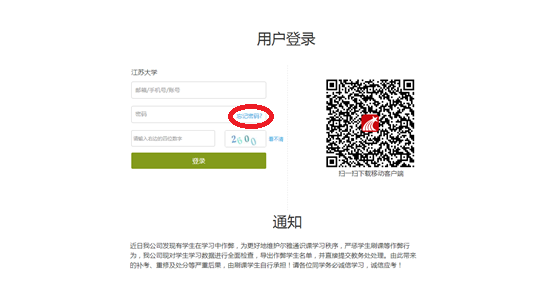 用户登录
江苏大学
邮箱/手机号/账号
密码
忘记密码?
请输入右边的四位数字
2600
看不清
登录
扫一扫下载移动客户端
通知
近日我公司发现有学生在学习中作弊，为更好地维护尔雅通识课学习秩序，严惩学生刷课等作弊行
为，我公司现对学生学习数据进行全面检查，导出作弊学生名单，并直接提交教务处处理。由此带来
的补考、重修及处分等严重后果，由刷课学生自行承担！请各位同学务必诚信学习，诚信应考！